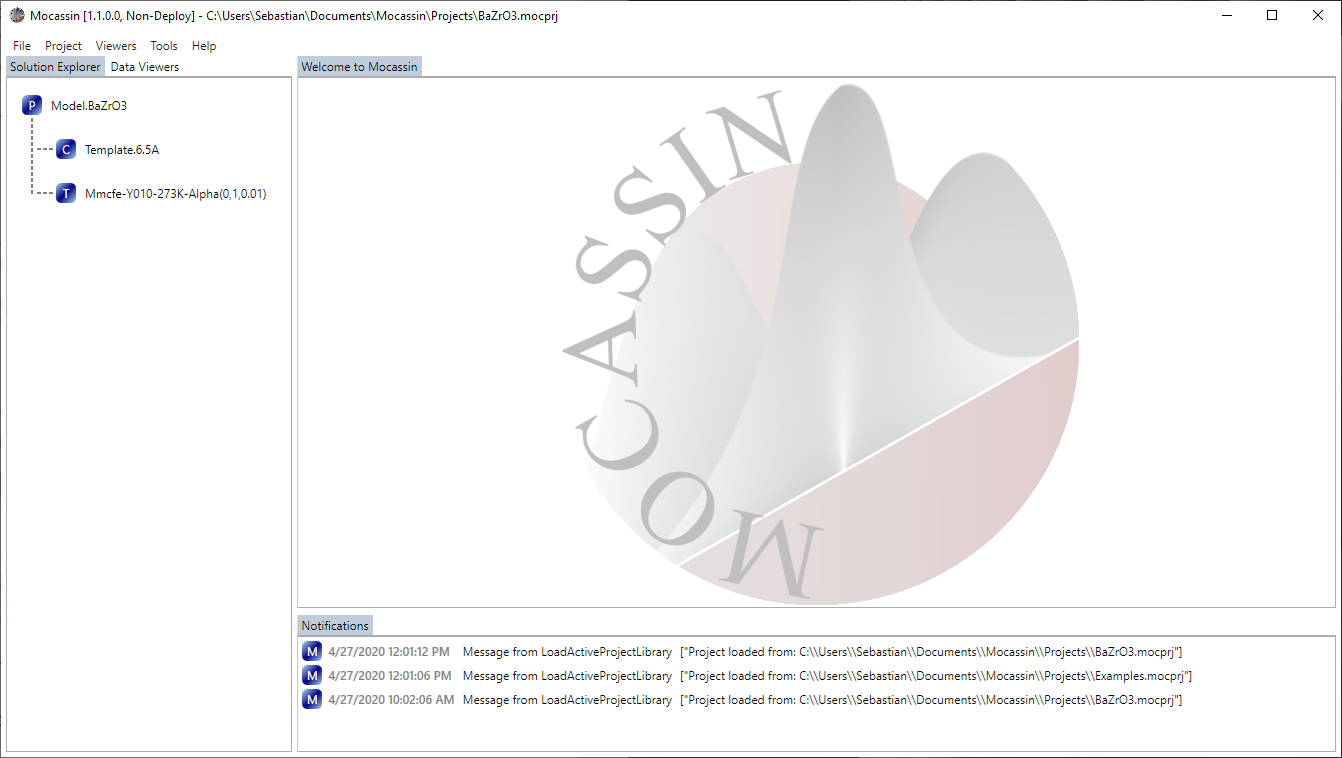 Mocassin [1.1.0.0, Non-Deploy] - C:\Users\Sebastian\Documents\Mocassin\Projects\BaZrO3.mocprj
File Project Viewers Tools Help
Solution Explorer Data Viewers
P Model.BaZrO3
C Template.6.5A
T Mmcfe-Y010-273K-Alpha(0,1,0.01)
Welcome to Mocassin
MOCASSIN
Notifications
M 4/27/2020 12:01:12 PM Message from LoadActiveProjectLibrary ["Project loaded from: C:\\Users\\Sebastian\\Documents\\Mocassin\\Projects\\BaZrO3.mocprj"]
M 4/27/2020 12:01:06 PM Message from LoadActiveProjectLibrary ["Project loaded from: C:\\Users\\Sebastian\\Documents\\Mocassin\\Projects\\Examples.mocprj"]
M 4/27/2020 10:02:06 AM Message from LoadActiveProjectLibrary ["Project loaded from: C:\\Users\\Sebastian\\Documents\\Mocassin\\Projects\\BaZrO3.mocprj"]